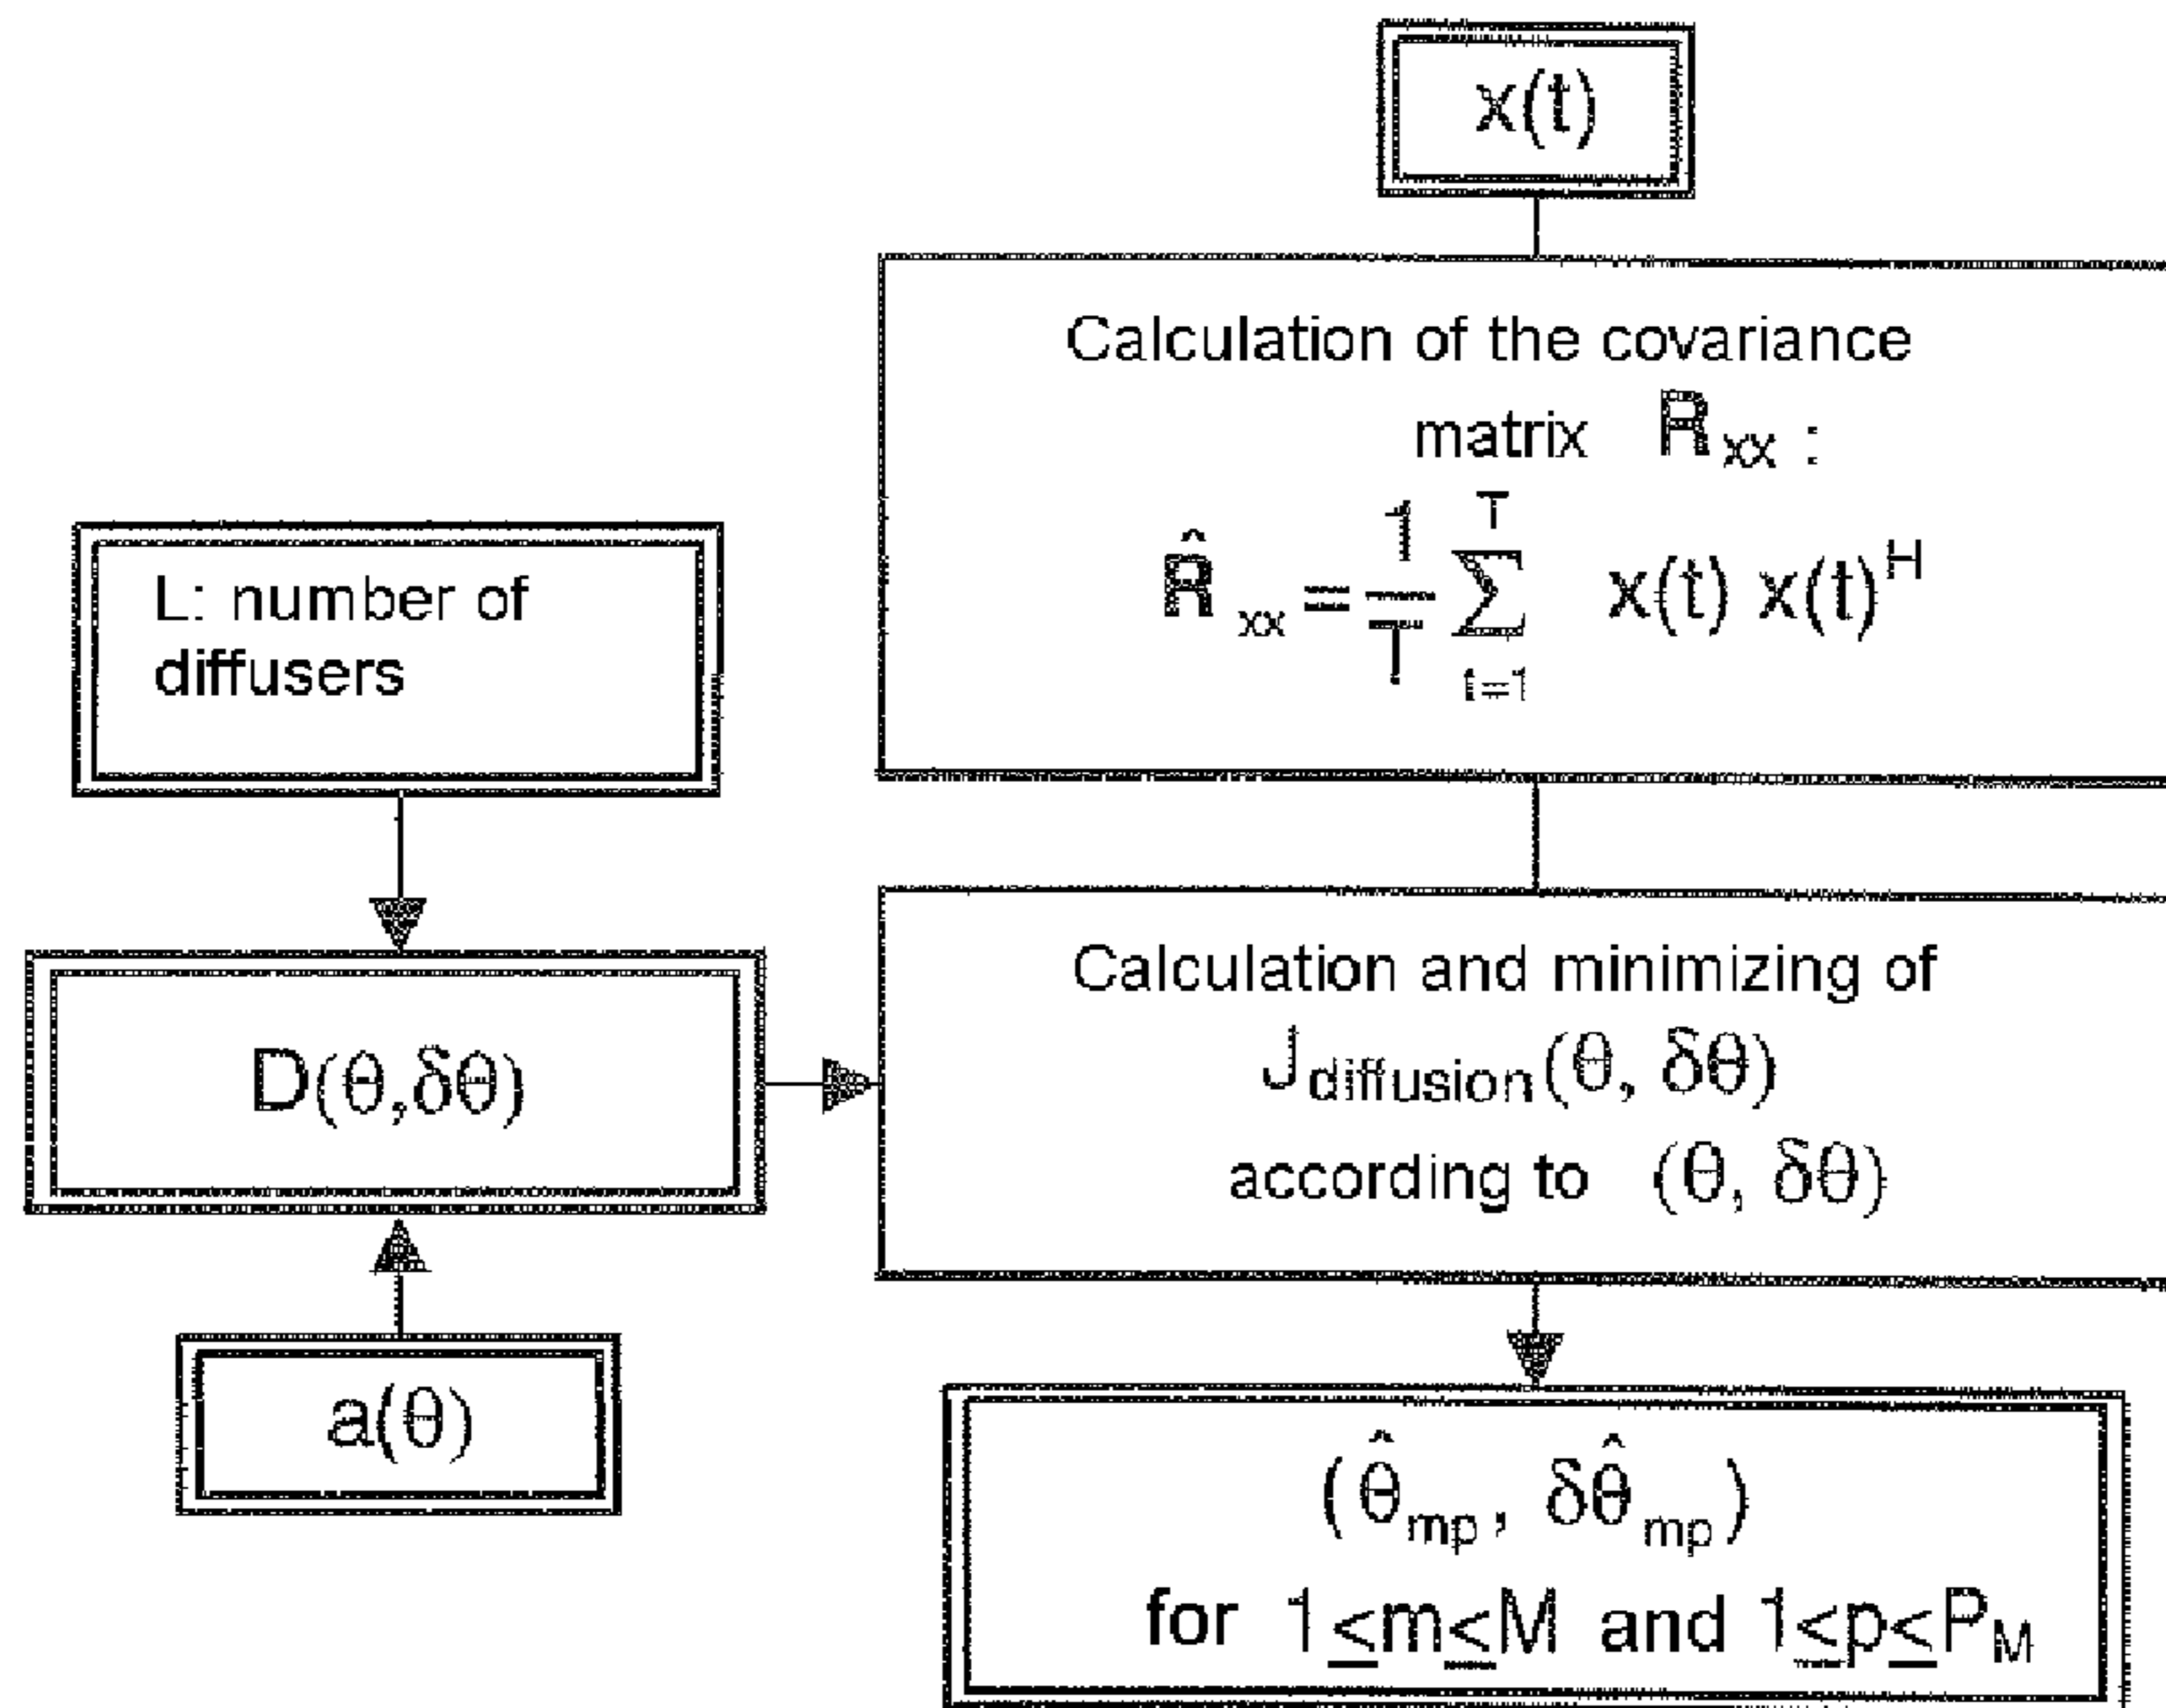 x(t)
Calculation of the covariance
matrix R_xx :
R̂_xx = 1/T ∑_{t=1}^{T} x(t) x(t)^H
L: number of
diffusers
D(θ,δθ)
a(θ)
Calculation and minimizing of
J_diffusion(θ, δθ)
according to (θ, δθ)
(θ̂_mp, δθ̂_mp)
for 1≤m≤M and 1≤p≤P_M